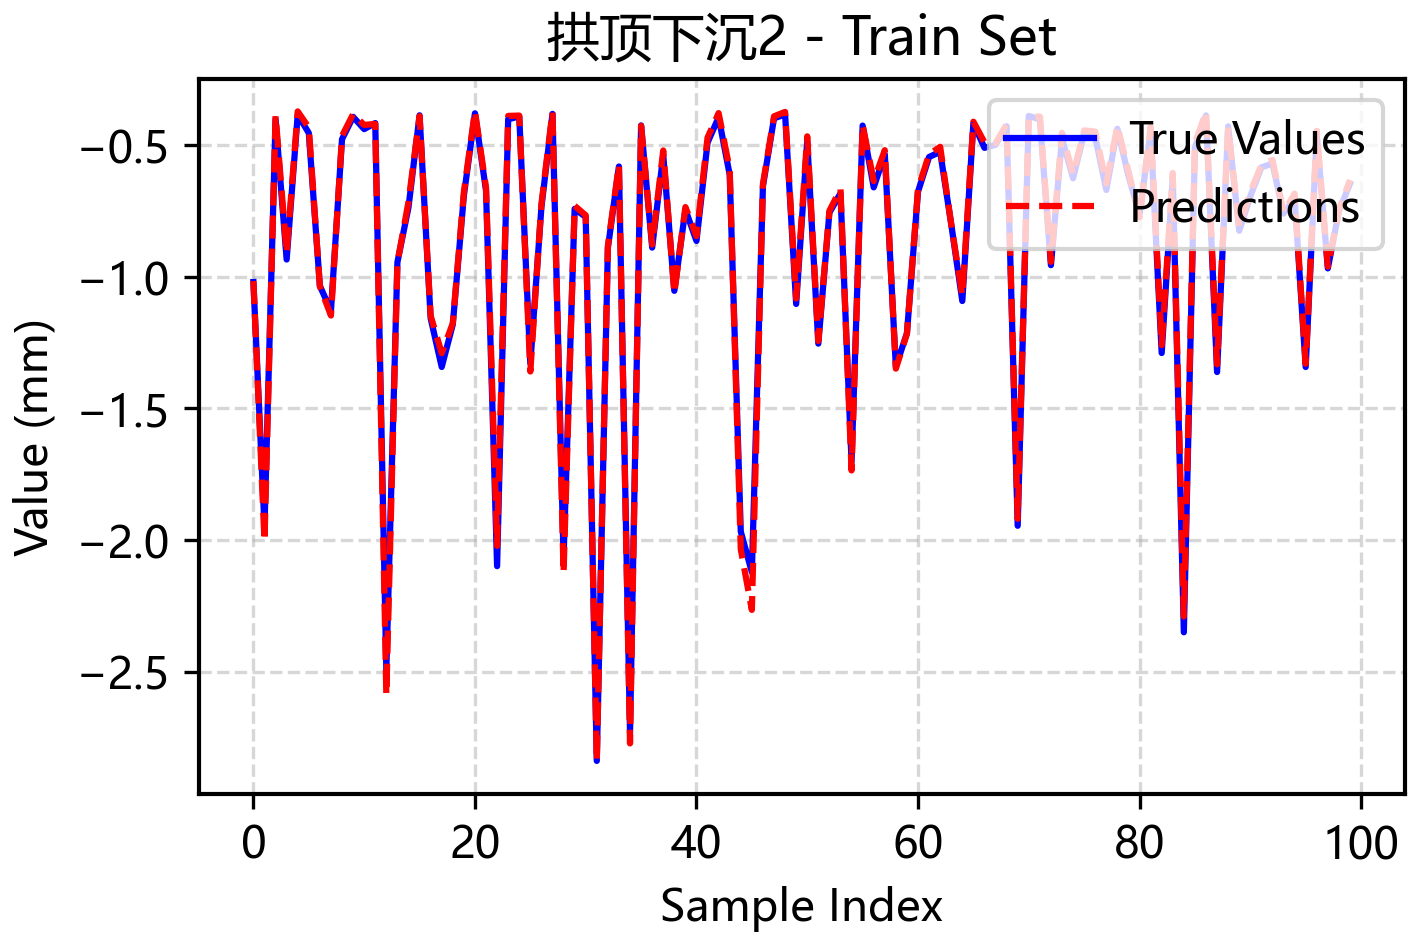 拱顶下沉2 - Train Set
True Values
Predictions
Value (mm)
−0.5
−1.0
−1.5
−2.0
−2.5
0 20 40 60 80 100
Sample Index